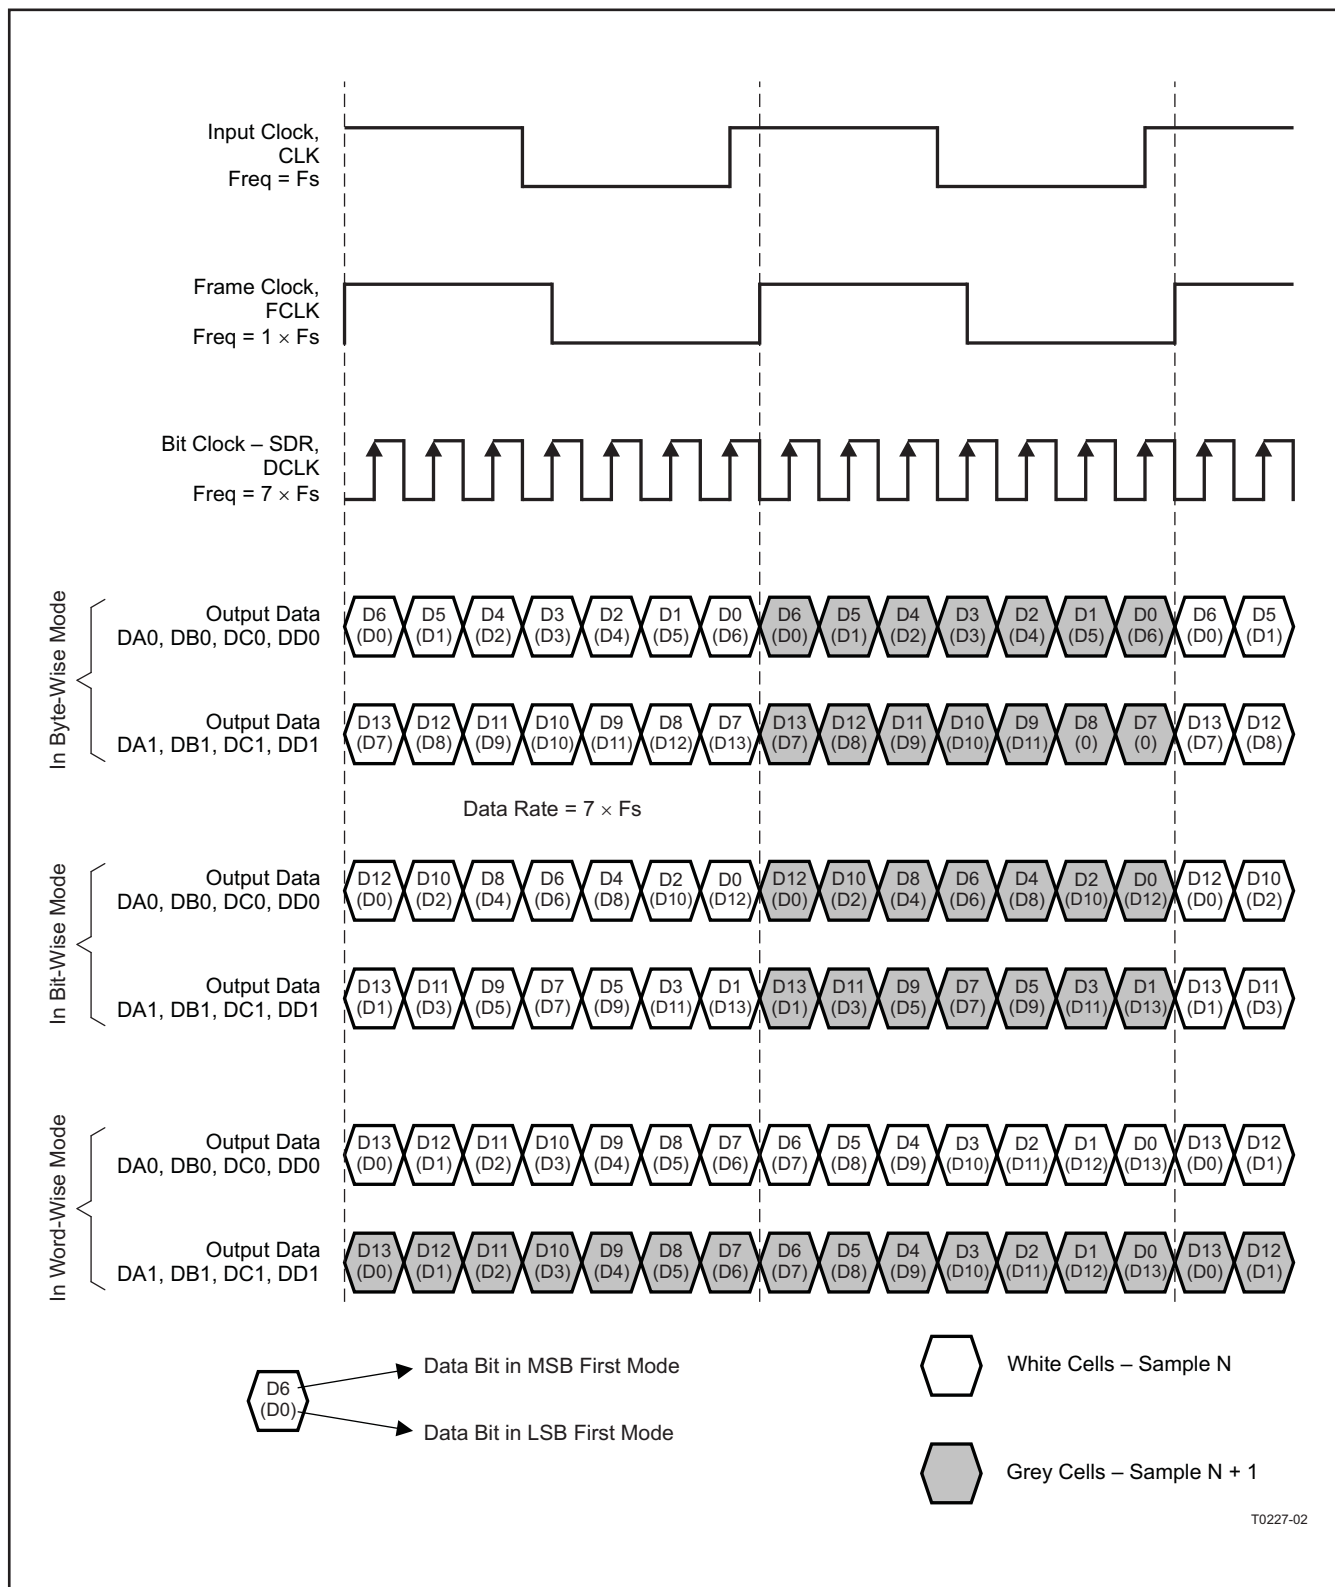 Input Clock,
CLK
Freq = Fs
Frame Clock,
FCLK
Freq = 1 × Fs
Bit Clock – SDR,
DCLK
Freq = 7 × Fs
In Byte-Wise Mode
Output Data
DA0, DB0, DC0, DD0
D6 D5 D4 D3 D2 D1 D0 D6 D5 D4 D3 D2 D1 D0 D6 D5
(D0) (D1) (D2) (D3) (D4) (D5) (D6) (D0) (D1) (D2) (D3) (D4) (D5) (D6) (D0) (D1)
Output Data
DA1, DB1, DC1, DD1
D13 D12 D11 D10 D9 D8 D7 D13 D12 D11 D10 D9 D8 D7 D13 D12
(D7) (D8) (D9) (D10) (D11) (D12) (D13) (D7) (D8) (D9) (D10) (D11) (0) (0) (D7) (D8)
Data Rate = 7 × Fs
In Bit-Wise Mode
Output Data
DA0, DB0, DC0, DD0
D12 D10 D8 D6 D4 D2 D0 D12 D10 D8 D6 D4 D2 D0 D12 D10
(D0) (D2) (D4) (D6) (D8) (D10) (D12) (D0) (D2) (D4) (D6) (D8) (D10) (D12) (D0) (D2)
Output Data
DA1, DB1, DC1, DD1
D13 D11 D9 D7 D5 D3 D1 D13 D11 D9 D7 D5 D3 D1 D13 D11
(D1) (D3) (D5) (D7) (D9) (D11) (D13) (D1) (D3) (D5) (D7) (D9) (D11) (D13) (D1) (D3)
In Word-Wise Mode
Output Data
DA0, DB0, DC0, DD0
D13 D12 D11 D10 D9 D8 D7 D6 D5 D4 D3 D2 D1 D0 D13 D12
(D0) (D1) (D2) (D3) (D4) (D5) (D6) (D7) (D8) (D9) (D10) (D11) (D12) (D13) (D0) (D1)
Output Data
DA1, DB1, DC1, DD1
D13 D12 D11 D10 D9 D8 D7 D6 D5 D4 D3 D2 D1 D0 D13 D12
(D0) (D1) (D2) (D3) (D4) (D5) (D6) (D7) (D8) (D9) (D10) (D11) (D12) (D13) (D0) (D1)
D6
(D0)
Data Bit in MSB First Mode
Data Bit in LSB First Mode
White Cells – Sample N
Grey Cells – Sample N + 1
T0227-02